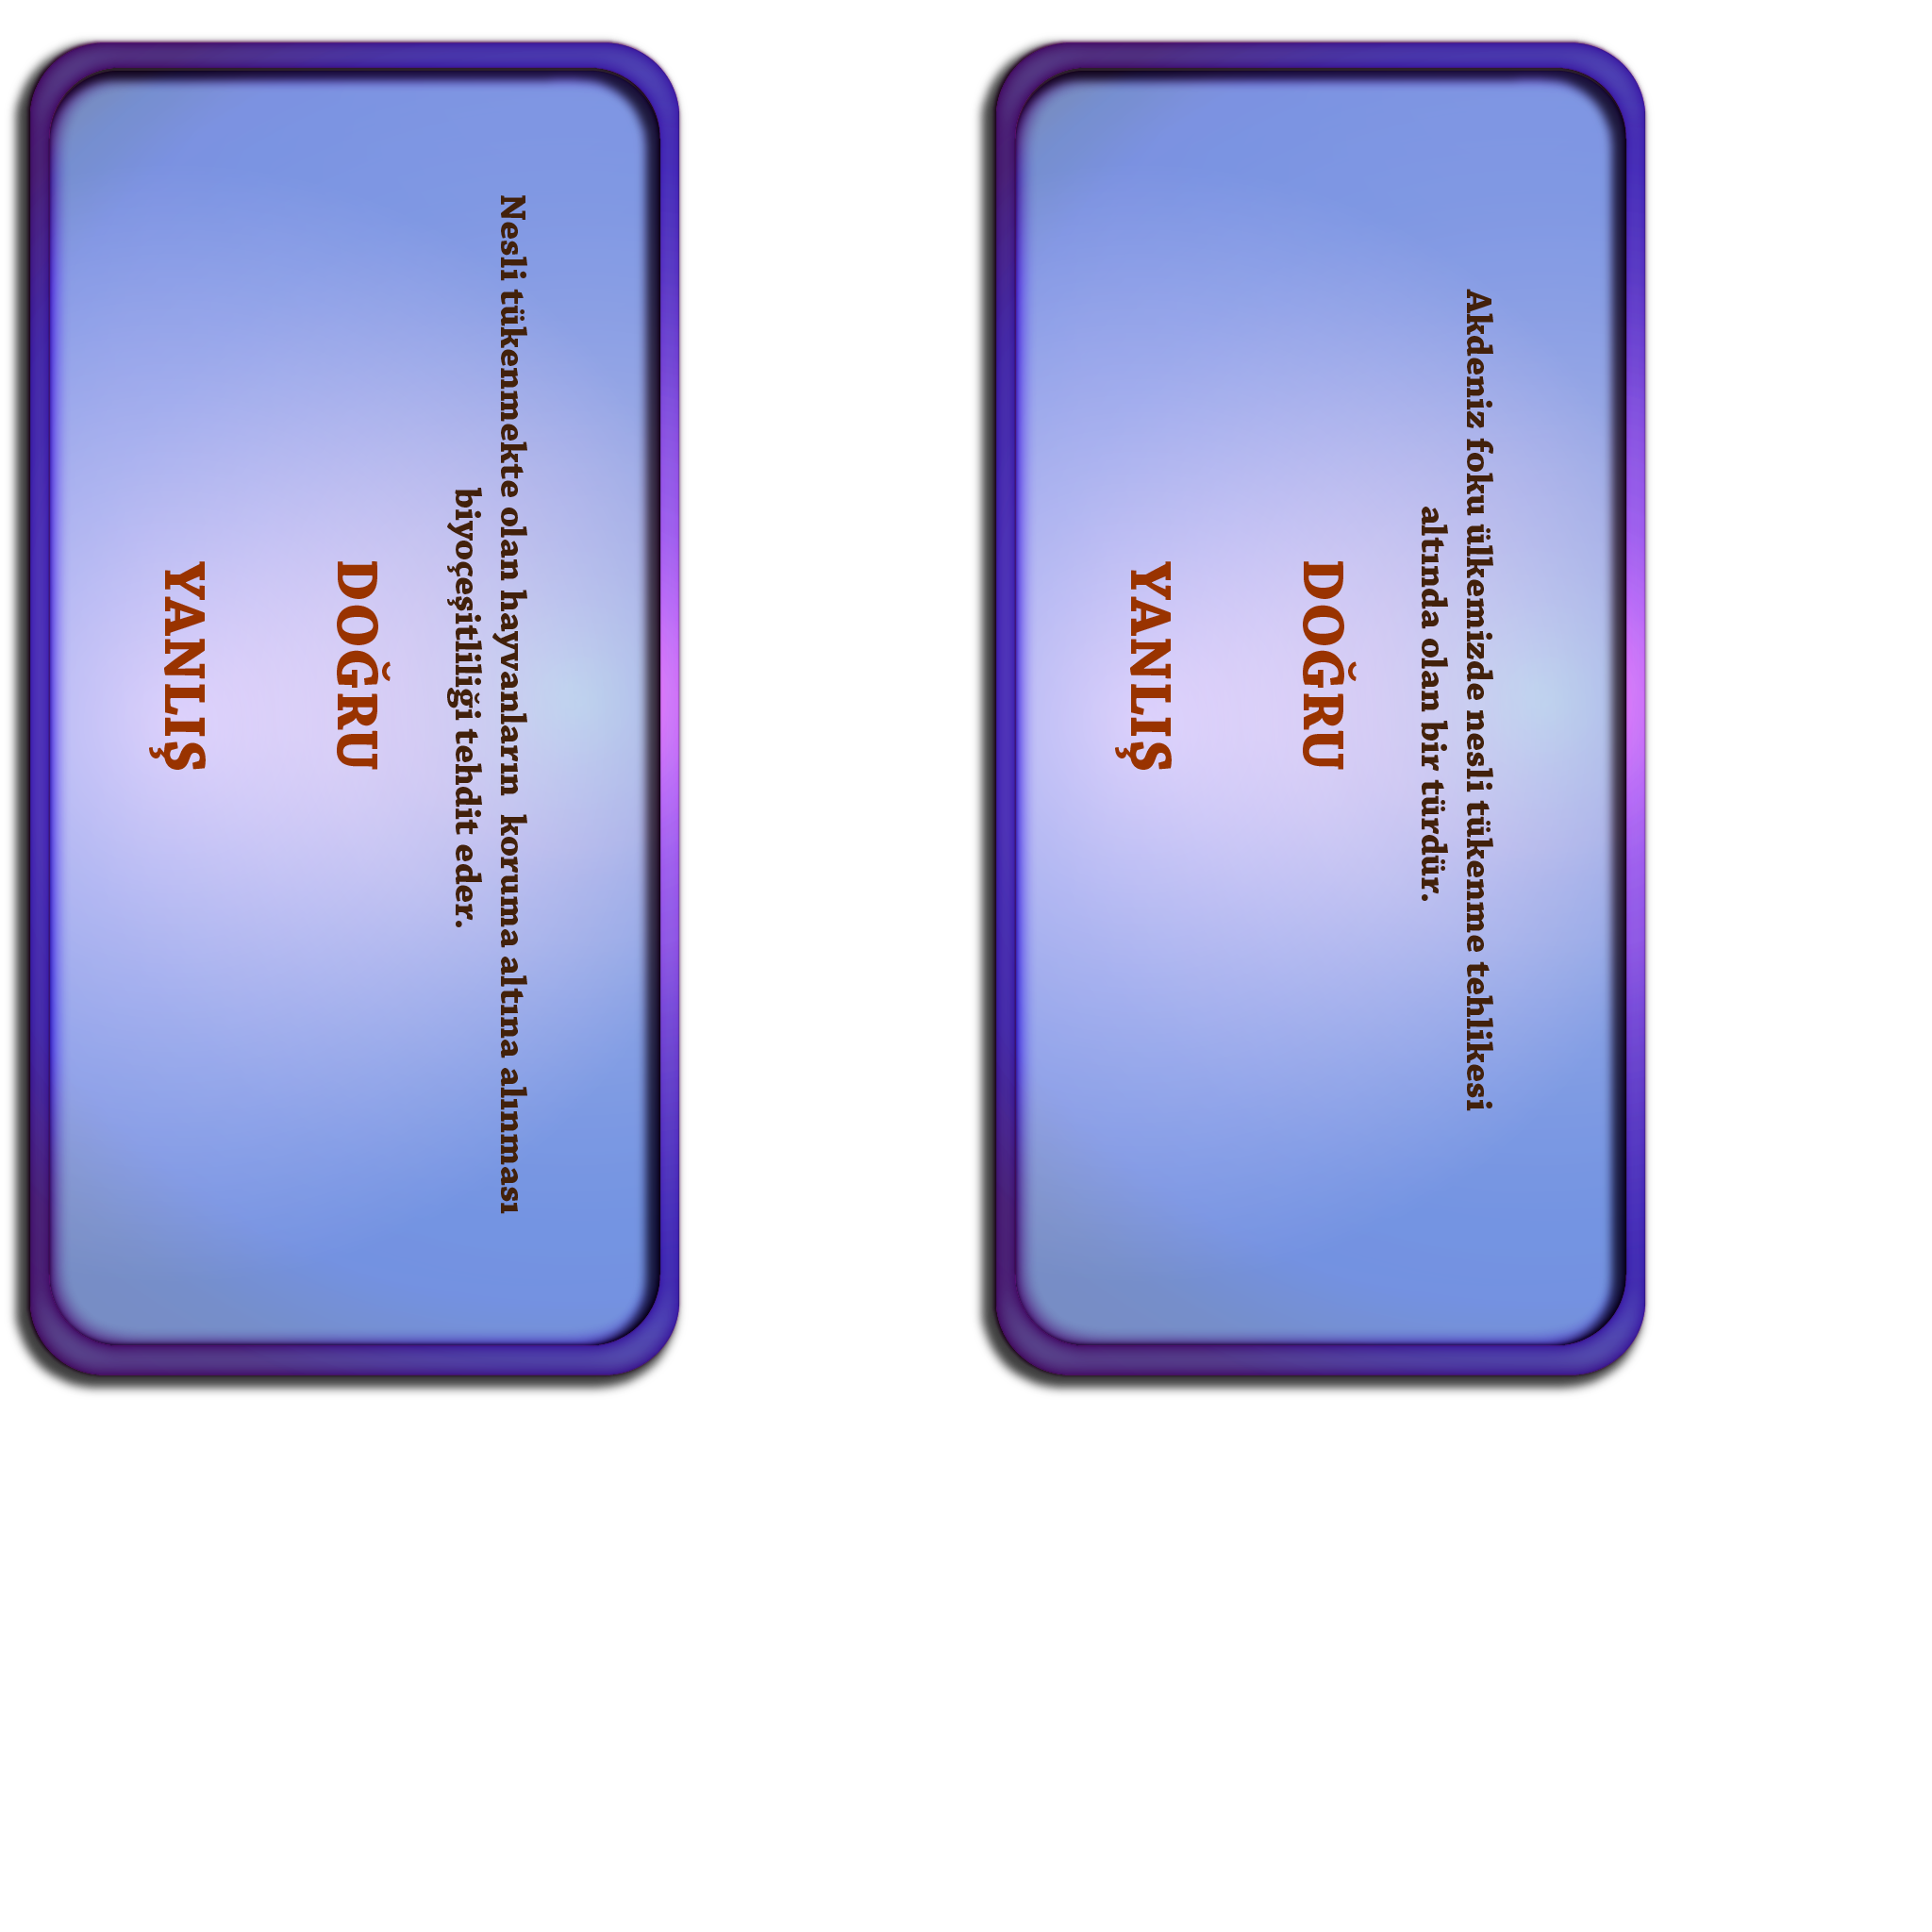 Nesli tükenmekte olan hayvanların  koruma altına alınması
biyoçeşitliliği tehdit eder.
DOĞRU
YANLIŞ
Akdeniz foku ülkemizde nesli tükenme tehlikesi
altında olan bir türdür.
DOĞRU
YANLIŞ